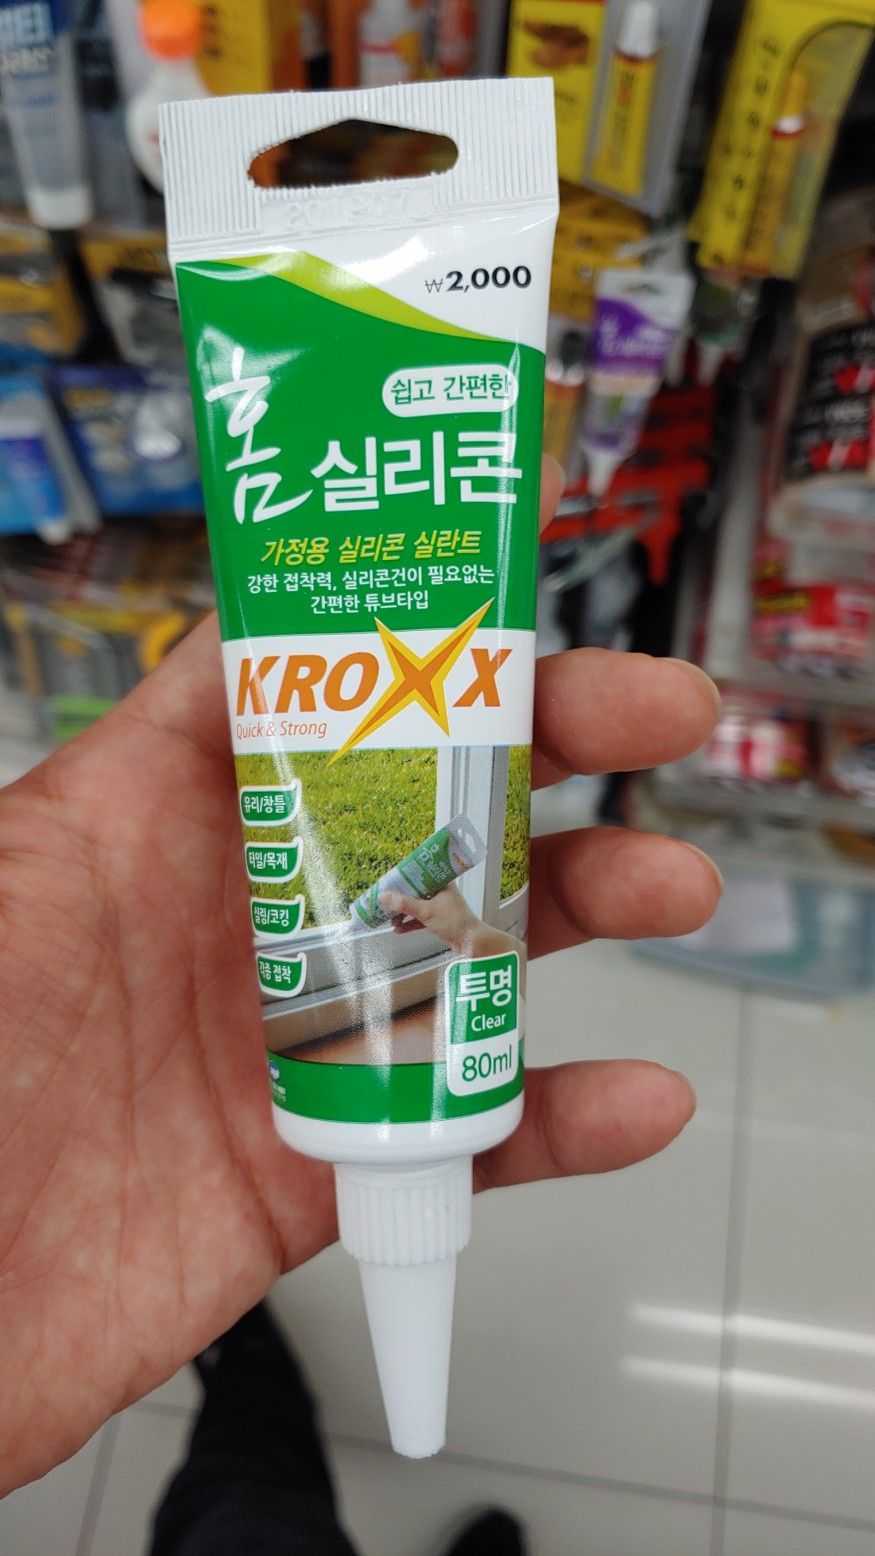 ₩2,000
쉽고 간편한
홈실리콘
가정용 실리콘 실란트
강한 접착력, 실리콘건이 필요없는
간편한 튜브타입
KROXX
Quick & Strong
유리/창틀
타일/목재
실링/코킹
각종 접착
투명
Clear
80ml